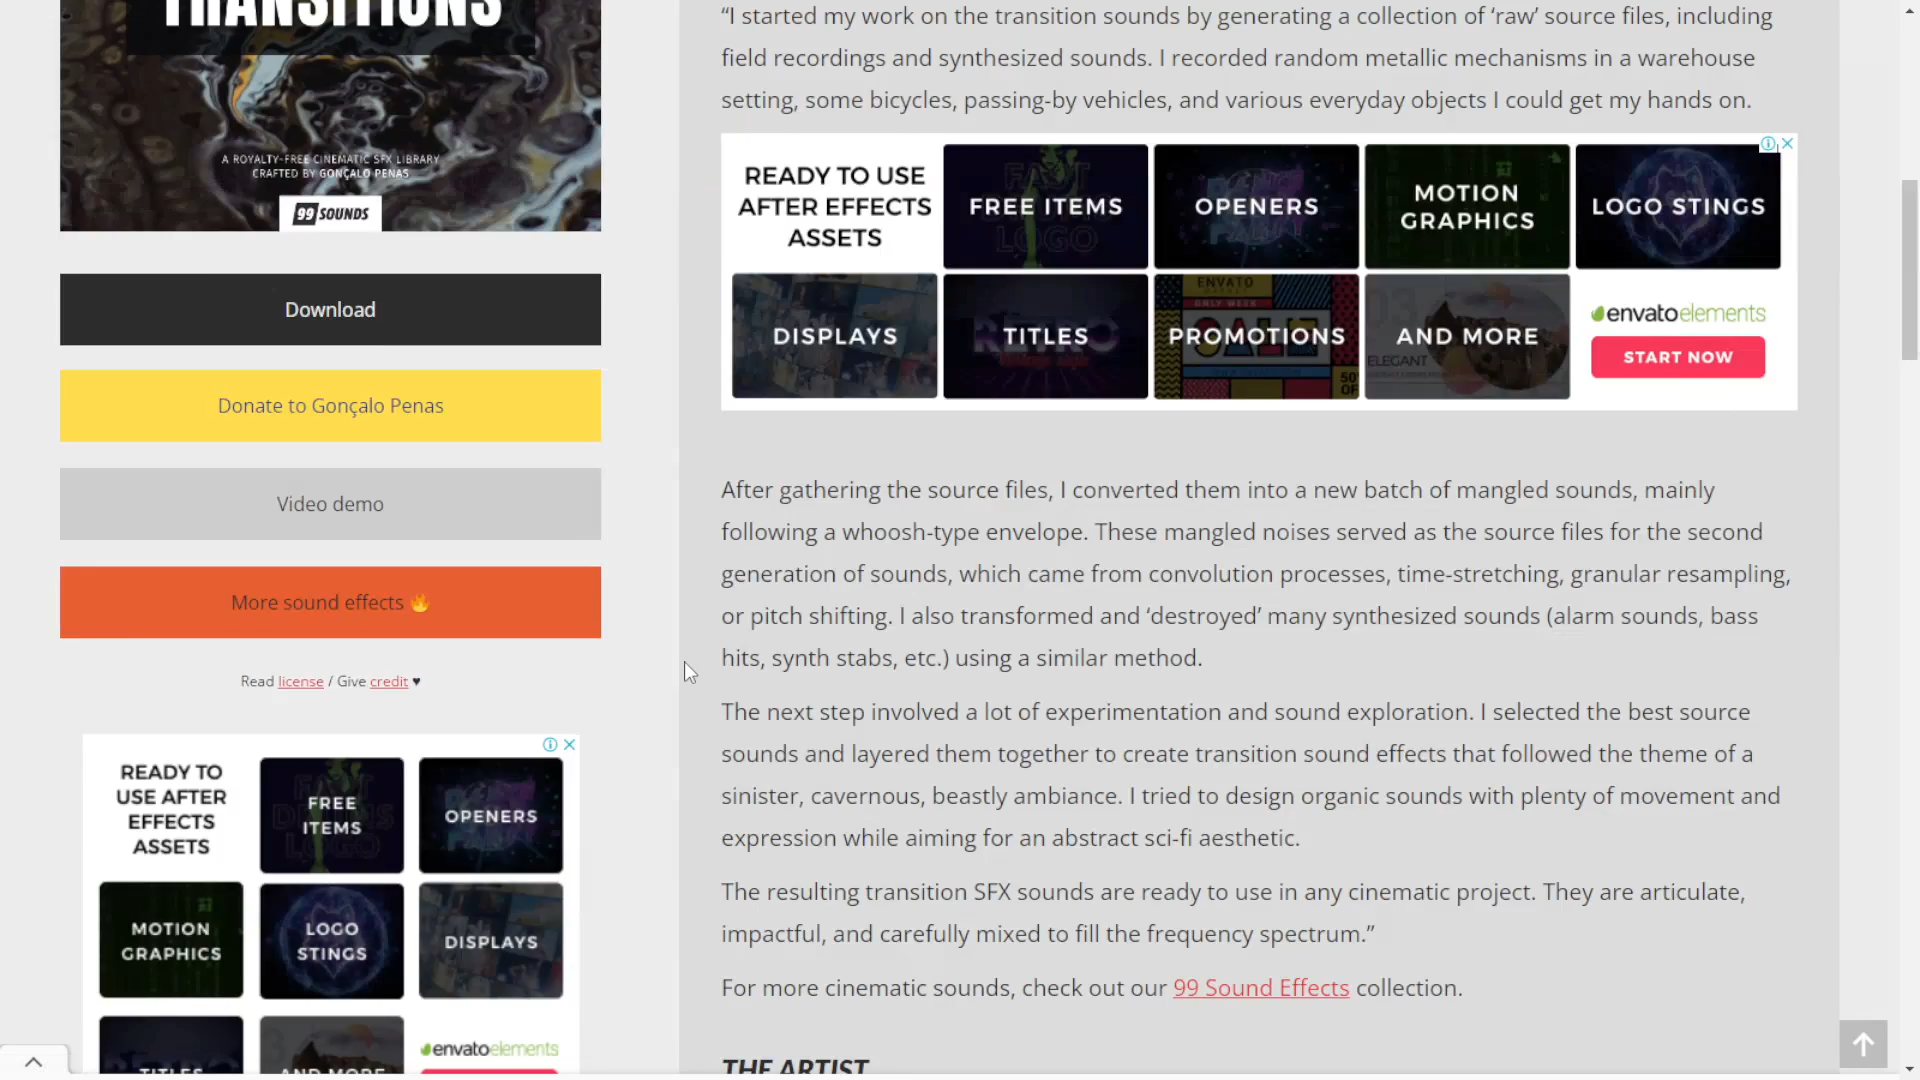 TRANSITIONS
A ROYALTY-FREE CINEMATIC SFX LIBRARY
CRAFTED BY GONÇALO PENAS
99 SOUNDS
Download
Donate to Gonçalo Penas
Video demo
More sound effects 🔥
Read license / Give credit ♥
READY TO
USE AFTER
EFFECTS
ASSETS
FREE
ITEMS
OPENERS
MOTION
GRAPHICS
LOGO
STINGS
DISPLAYS
TITLES
AND MORE
envatoelements
“I started my work on the transition sounds by generating a collection of ‘raw’ source files, including
field recordings and synthesized sounds. I recorded random metallic mechanisms in a warehouse
setting, some bicycles, passing-by vehicles, and various everyday objects I could get my hands on.
READY TO USE
AFTER EFFECTS
ASSETS
FREE ITEMS
OPENERS
MOTION
GRAPHICS
LOGO STINGS
DISPLAYS
TITLES
PROMOTIONS
AND MORE
envatoelements
START NOW
After gathering the source files, I converted them into a new batch of mangled sounds, mainly
following a whoosh-type envelope. These mangled noises served as the source files for the second
generation of sounds, which came from convolution processes, time-stretching, granular resampling,
or pitch shifting. I also transformed and ‘destroyed’ many synthesized sounds (alarm sounds, bass
hits, synth stabs, etc.) using a similar method.
The next step involved a lot of experimentation and sound exploration. I selected the best source
sounds and layered them together to create transition sound effects that followed the theme of a
sinister, cavernous, beastly ambiance. I tried to design organic sounds with plenty of movement and
expression while aiming for an abstract sci-fi aesthetic.
The resulting transition SFX sounds are ready to use in any cinematic project. They are articulate,
impactful, and carefully mixed to fill the frequency spectrum.”
For more cinematic sounds, check out our 99 Sound Effects collection.
THE ARTIST